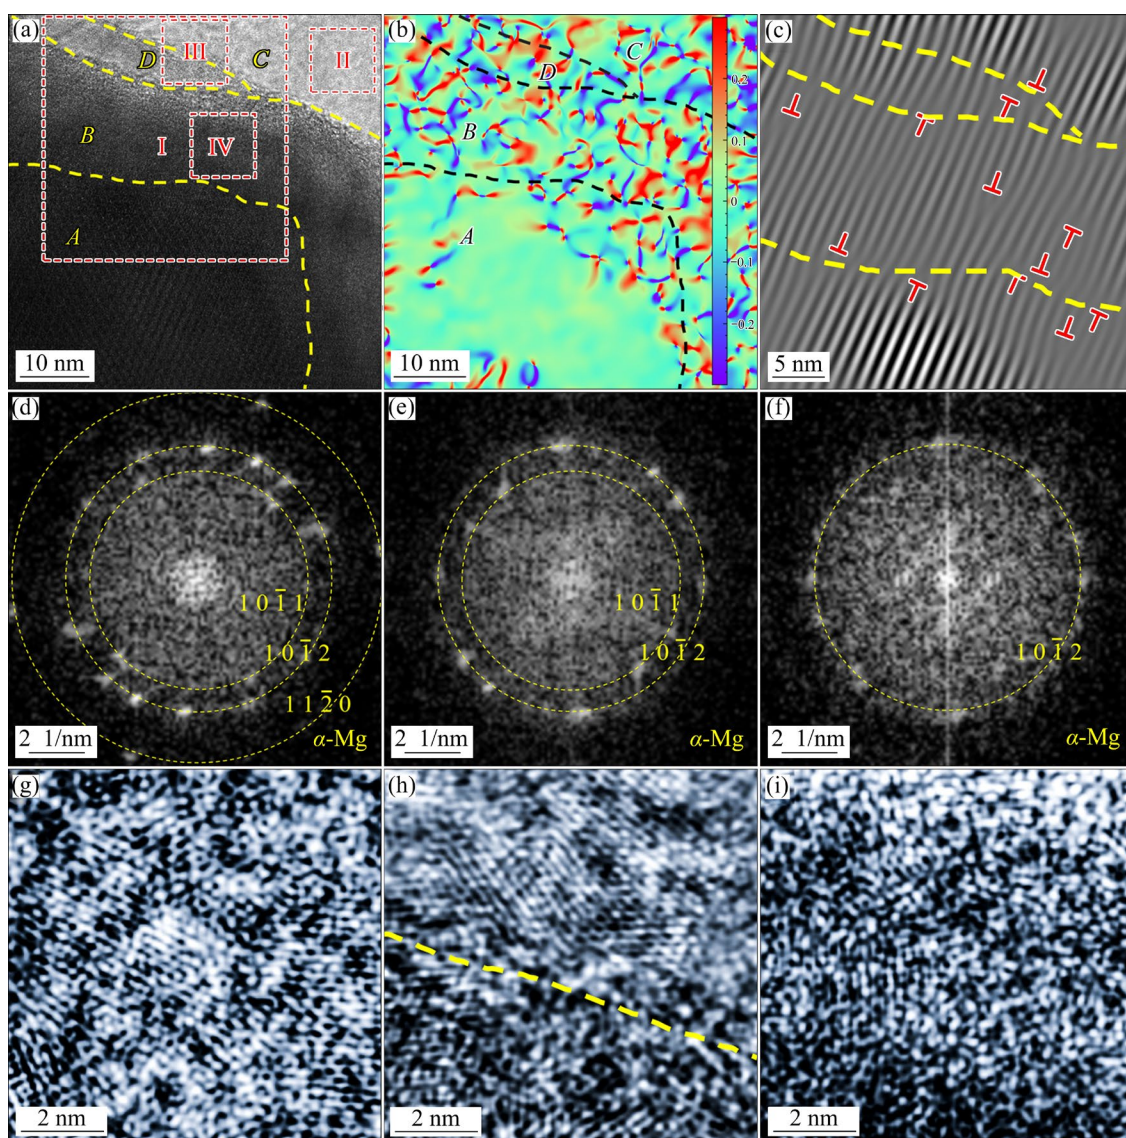 (a)
III
D
C
II
B
I
IV
A
10 nm
(b)
C
D
B
A
0.2
0.1
0
−0.1
−0.2
10 nm
(c)
5 nm
(d)
1 0 1̄ 1
1 0 1̄ 2
1 1 2̄ 0
2 1/nm
α-Mg
(e)
1 0 1̄ 1
1 0 1̄ 2
2 1/nm
α-Mg
(f)
1 0 1̄ 2
2 1/nm
α-Mg
(g)
2 nm
(h)
2 nm
(i)
2 nm